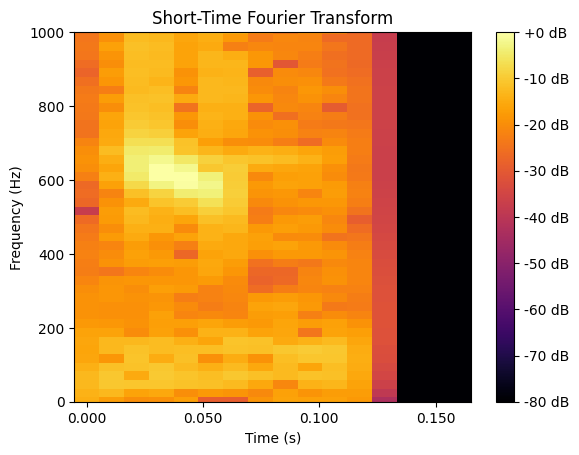 Short-Time Fourier Transform
1000
800
600
400
200
0
Frequency (Hz)
0.000
0.050
0.100
0.150
Time (s)
+0 dB
-10 dB
-20 dB
-30 dB
-40 dB
-50 dB
-60 dB
-70 dB
-80 dB